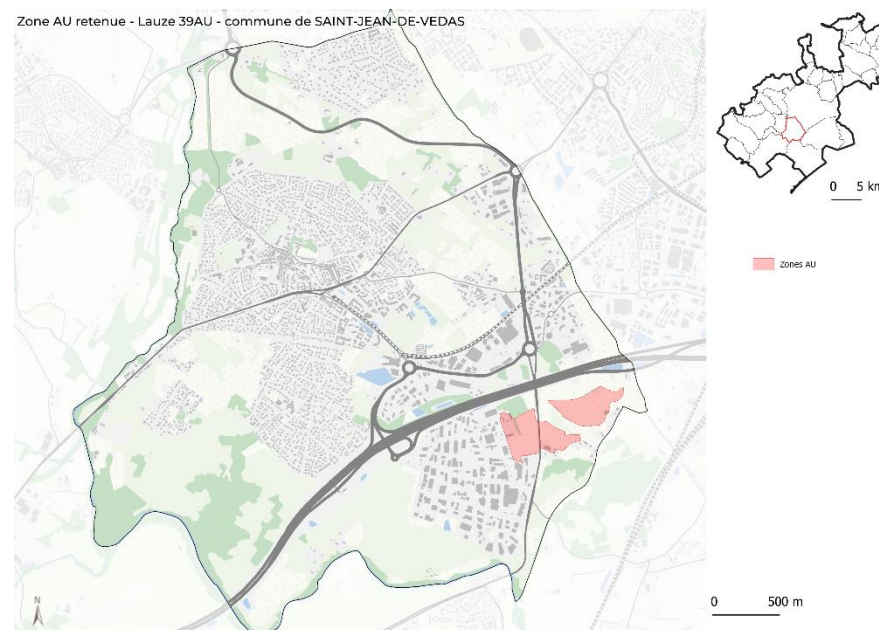 Zone AU retenue - Lauze 39AU - commune de SAINT-JEAN-DE-VEDAS
0 5 km
Zones AU
N
0 500 m